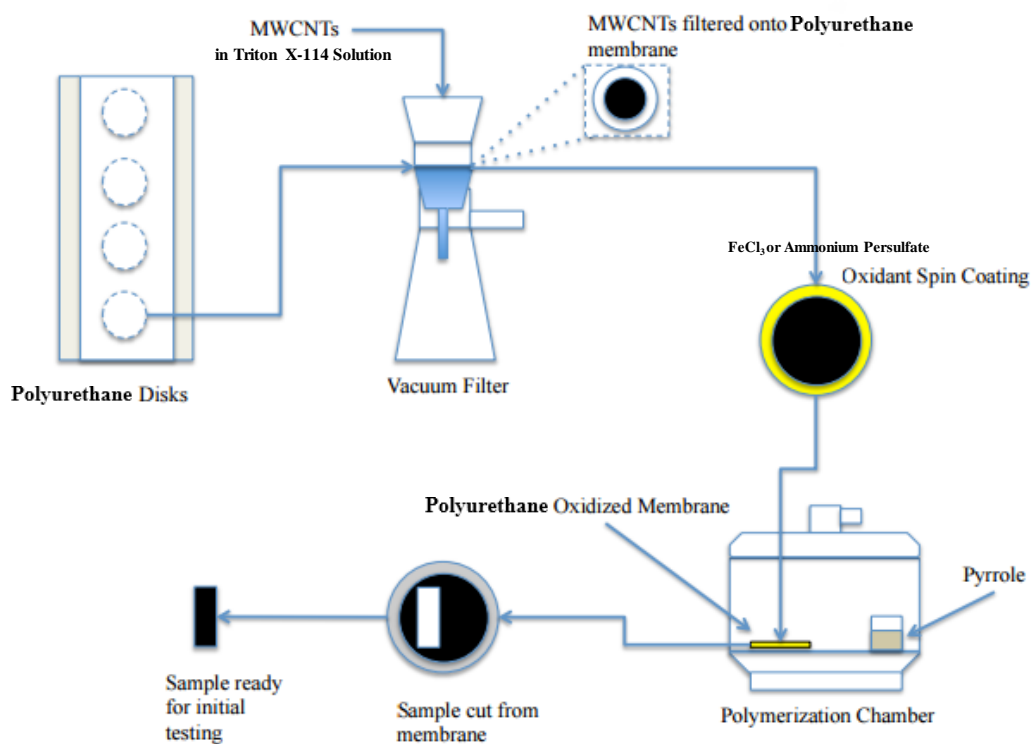 MWCNTs
in Triton X-114 Solution
MWCNTs filtered onto Polyurethane
membrane
Polyurethane Disks
Vacuum Filter
FeCl₃ or Ammonium Persulfate
Oxidant Spin Coating
Polyurethane Oxidized Membrane
Pyrrole
Polymerization Chamber
Sample cut from
membrane
Sample ready
for initial
testing